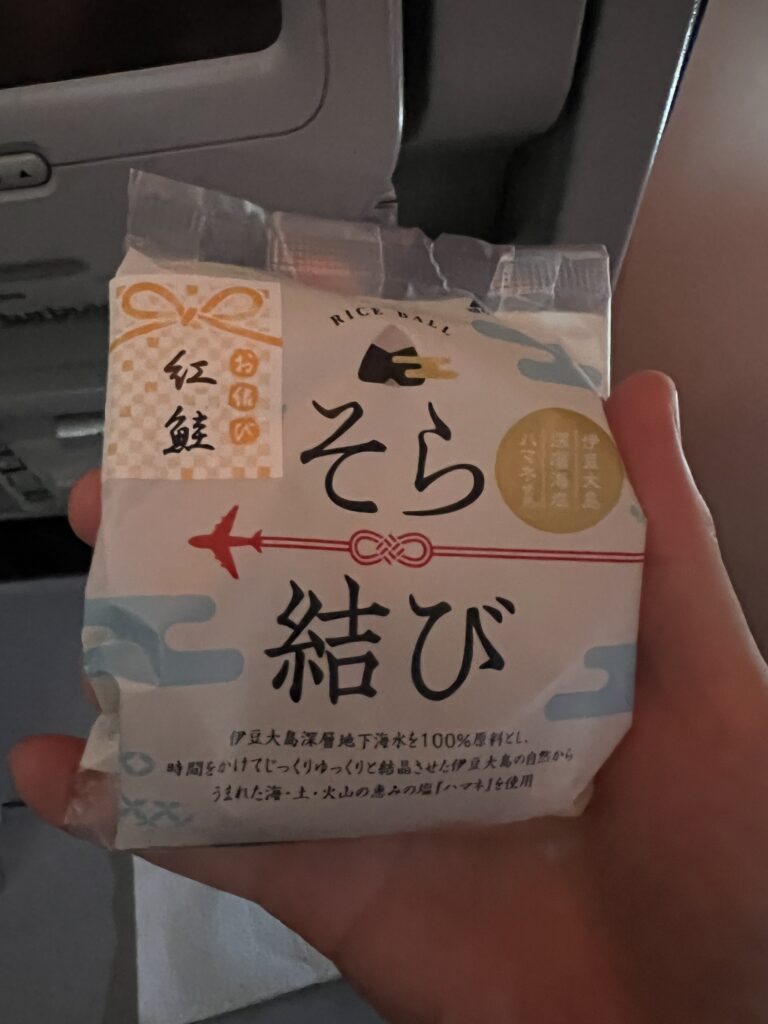 RICE BALL
お結び
紅鮭
そら
結び
伊豆大島
深層海塩
ハマネ使用
伊豆大島深層地下海水を100%原料とし、
時間をかけてじっくりゆっくりと結晶させた伊豆大島の自然から
うまれた海・土・火山の恵みの塩「ハマネ」を使用